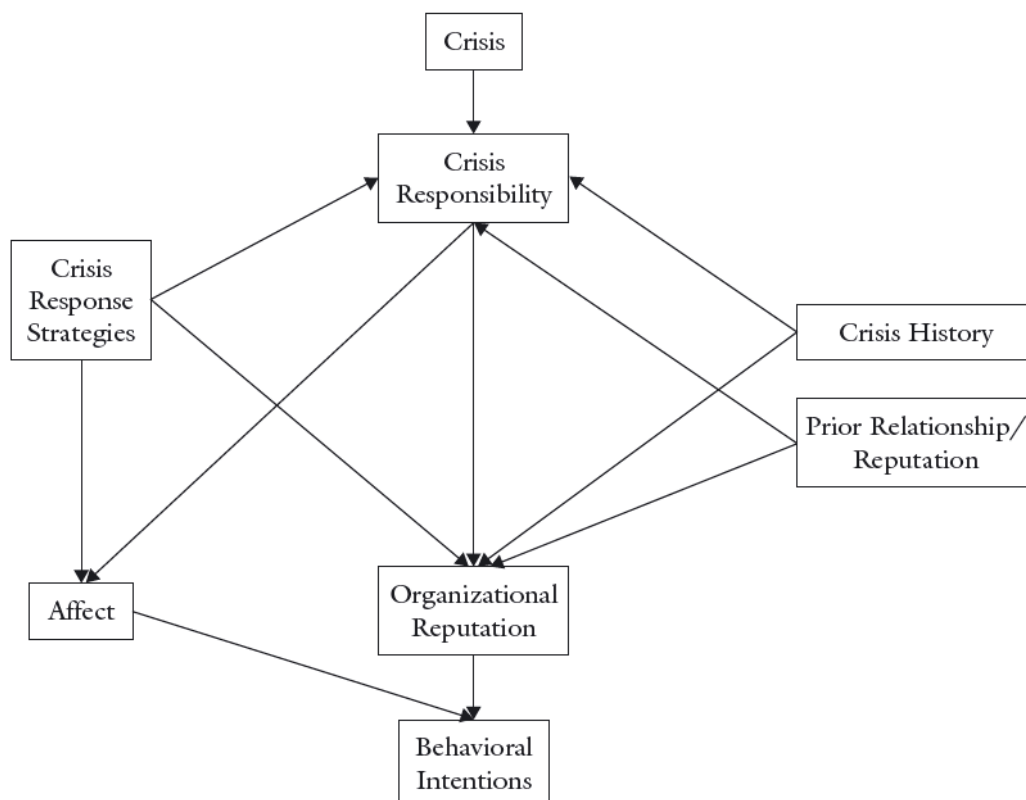 Crisis
Crisis
Responsibility
Crisis
Response
Strategies
Crisis History
Prior Relationship/
Reputation
Affect
Organizational
Reputation
Behavioral
Intentions